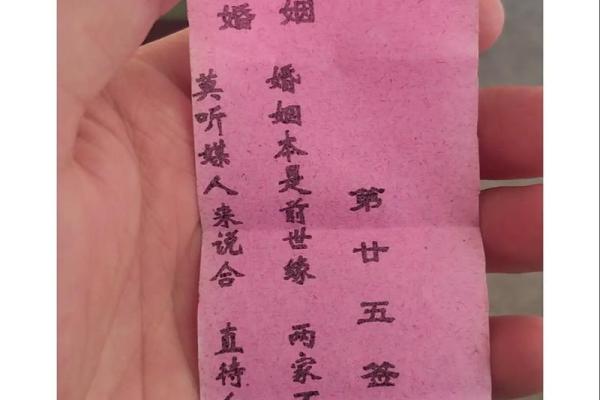 第廿五签
婚姻
婚姻本是前世缘 两家
莫听媒人来说合 直待